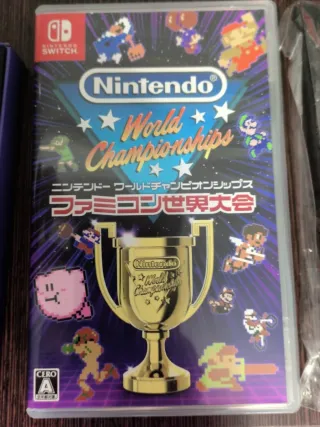 NINTENDO
SWITCH
Nintendo
World
Championships
ニンテンドー ワールドチャンピオンシップス
ファミコン世界大会
Nintendo
World
Championships
CERO
A